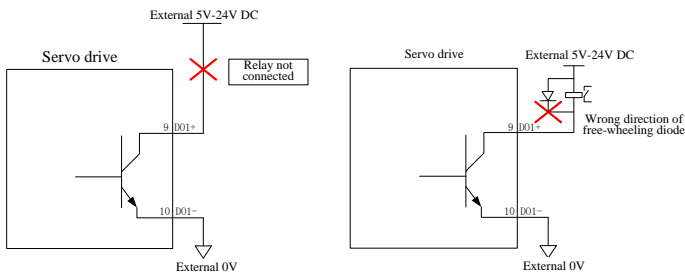 External 5V-24V DC
Servo drive
Relay not
connected
9 DO1+
10 DO1-
External 0V
Servo drive
External 5V-24V DC
Wrong direction of
free-wheeling diode
9 DO1+
10 DO1-
External 0V